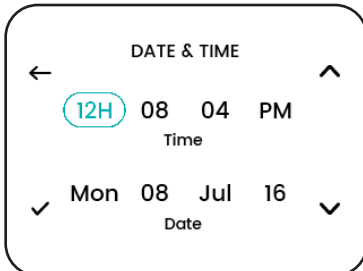 DATE & TIME
12H 08 04 PM
Time
Mon 08 Jul 16
Date